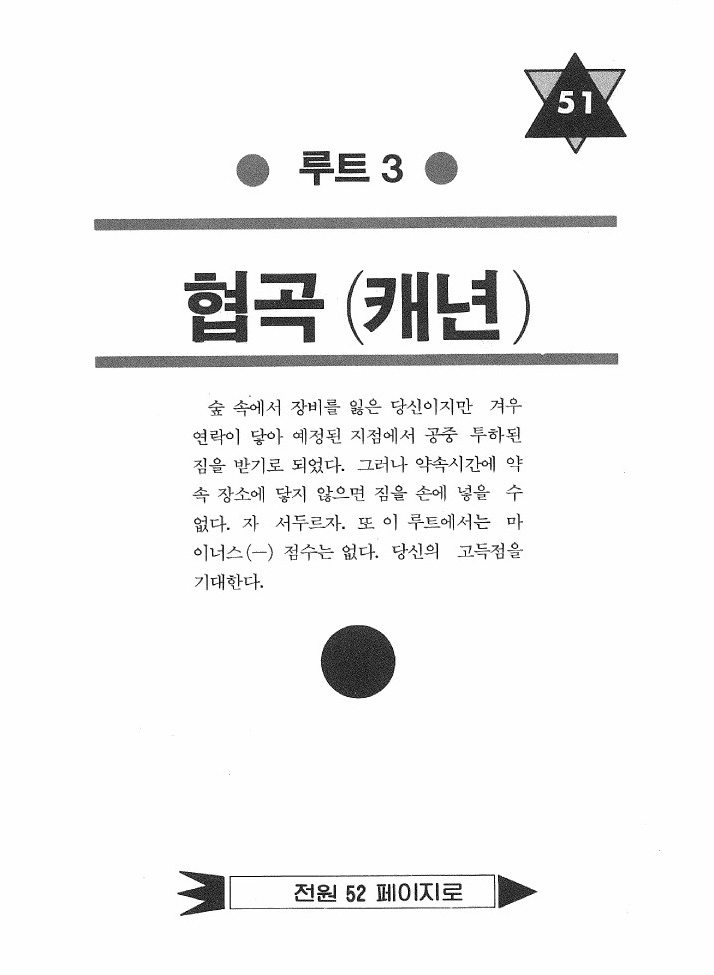 51
루트 3
협곡 (캐년)
숲 속에서 장비를 잃은 당신이지만 겨우
연락이 닿아 예정된 지점에서 공중 투하된
짐을 받기로 되었다. 그러나 약속시간에 약
속 장소에 닿지 않으면 짐을 손에 넣을 수
없다. 자 서두르자. 또 이 루트에서는 마
이너스 (―) 점수는 없다. 당신의 고득점을
기대한다.
전원 52 페이지로